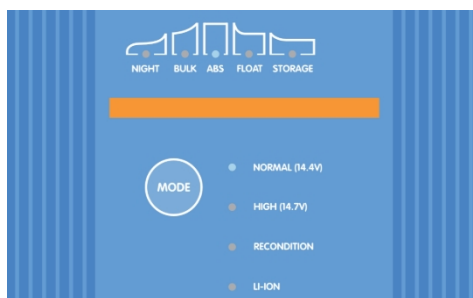 NIGHT BULK ABS FLOAT STORAGE
MODE
NORMAL (14.4V)
HIGH (14.7V)
RECONDITION
LI-ION